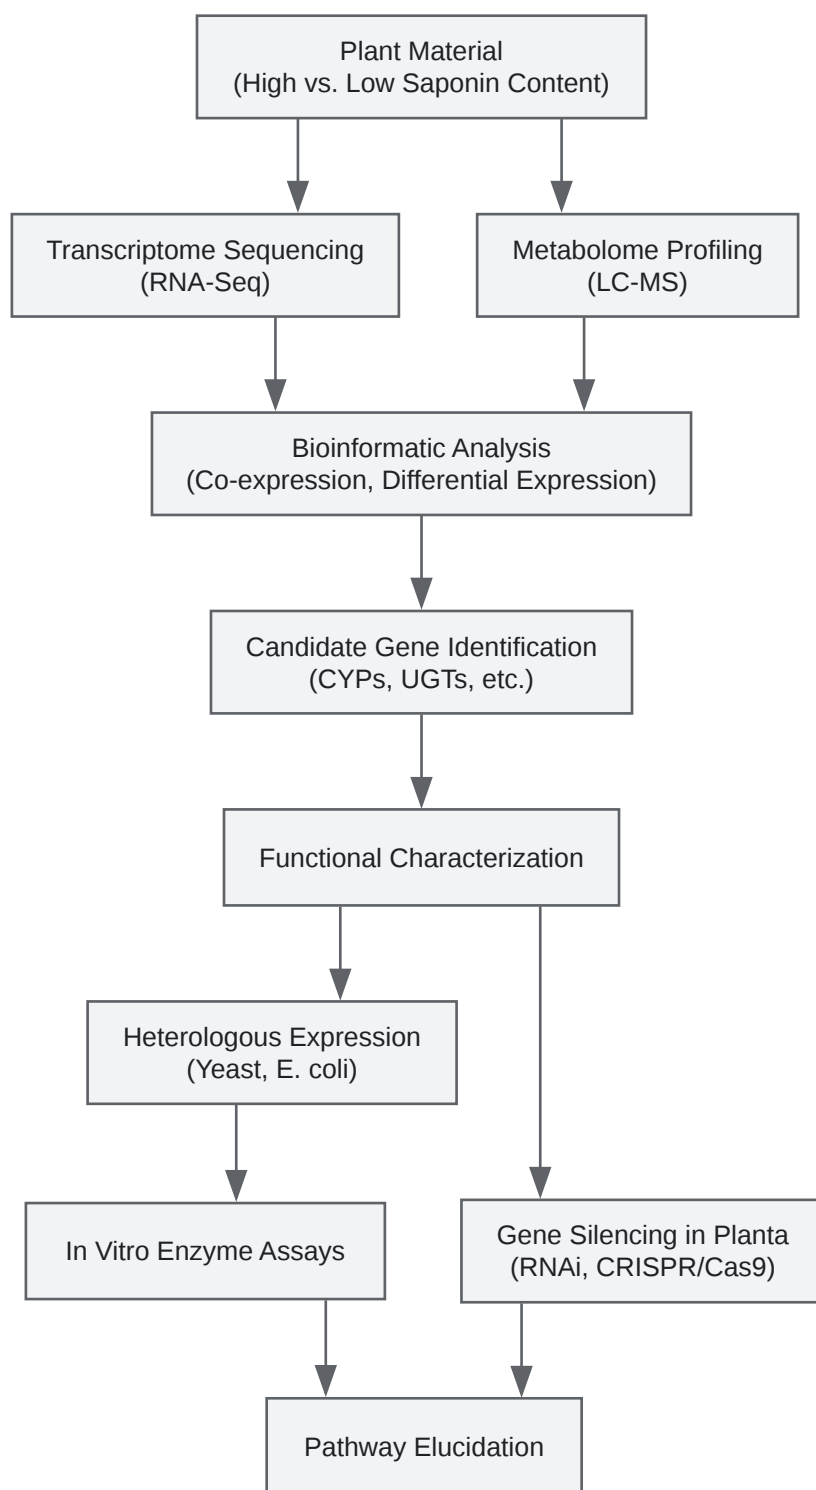 Plant Material
(High vs. Low Saponin Content)
Transcriptome Sequencing
(RNA-Seq)
Metabolome Profiling
(LC-MS)
Bioinformatic Analysis
(Co-expression, Differential Expression)
Candidate Gene Identification
(CYPs, UGTs, etc.)
Functional Characterization
Heterologous Expression
(Yeast, E. coli)
In Vitro Enzyme Assays
Gene Silencing in Planta
(RNAi, CRISPR/Cas9)
Pathway Elucidation